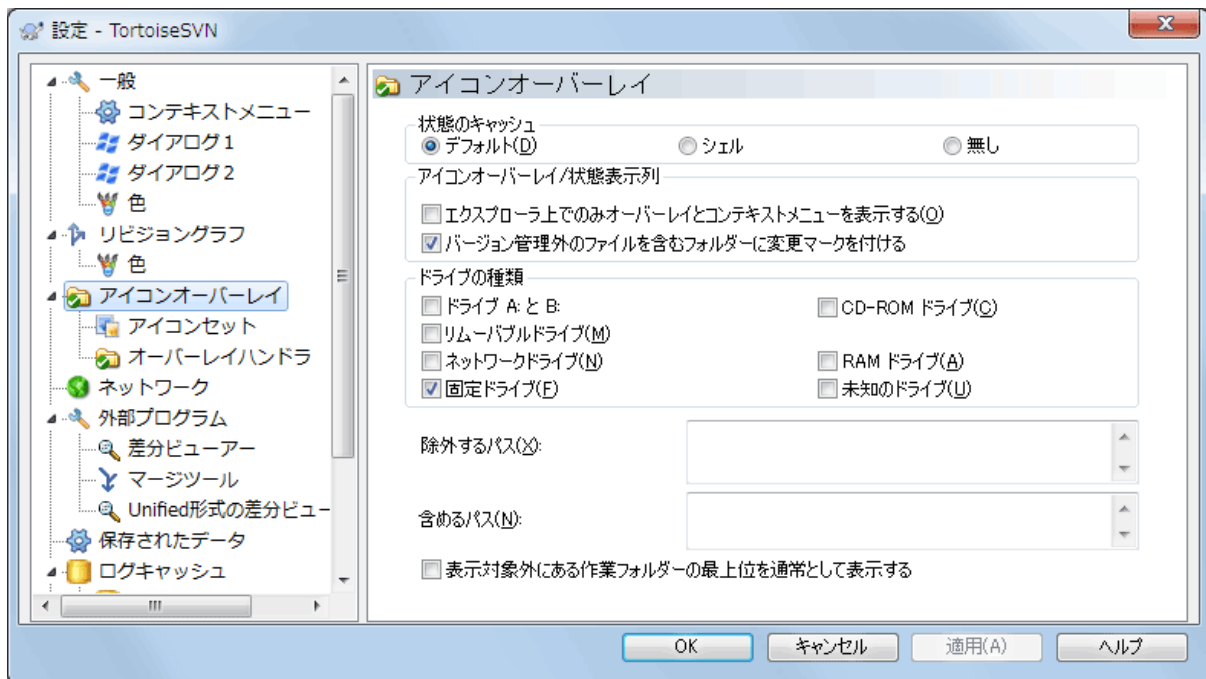 設定 - TortoiseSVN
一般
コンテキストメニュー
ダイアログ1
ダイアログ2
色
リビジョングラフ
色
アイコンオーバーレイ
アイコンセット
オーバーレイハンドラ
ネットワーク
外部プログラム
差分ビューアー
マージツール
Unified形式の差分ビュー
保存されたデータ
ログキャッシュ
アイコンオーバーレイ
状態のキャッシュ
デフォルト(D) シェル 無し
アイコンオーバーレイ/状態表示列
エクスプローラ上でのみオーバーレイとコンテキストメニューを表示する(O)
バージョン管理外のファイルを含むフォルダーに変更マークを付ける
ドライブの種類
ドライブ A: と B: CD-ROM ドライブ(C)
リムーバブルドライブ(M)
ネットワークドライブ(N) RAM ドライブ(A)
固定ドライブ(F) 未知のドライブ(U)
除外するパス(X):
含めるパス(N):
表示対象外にある作業フォルダーの最上位を通常として表示する
OK キャンセル 適用(A) ヘルプ